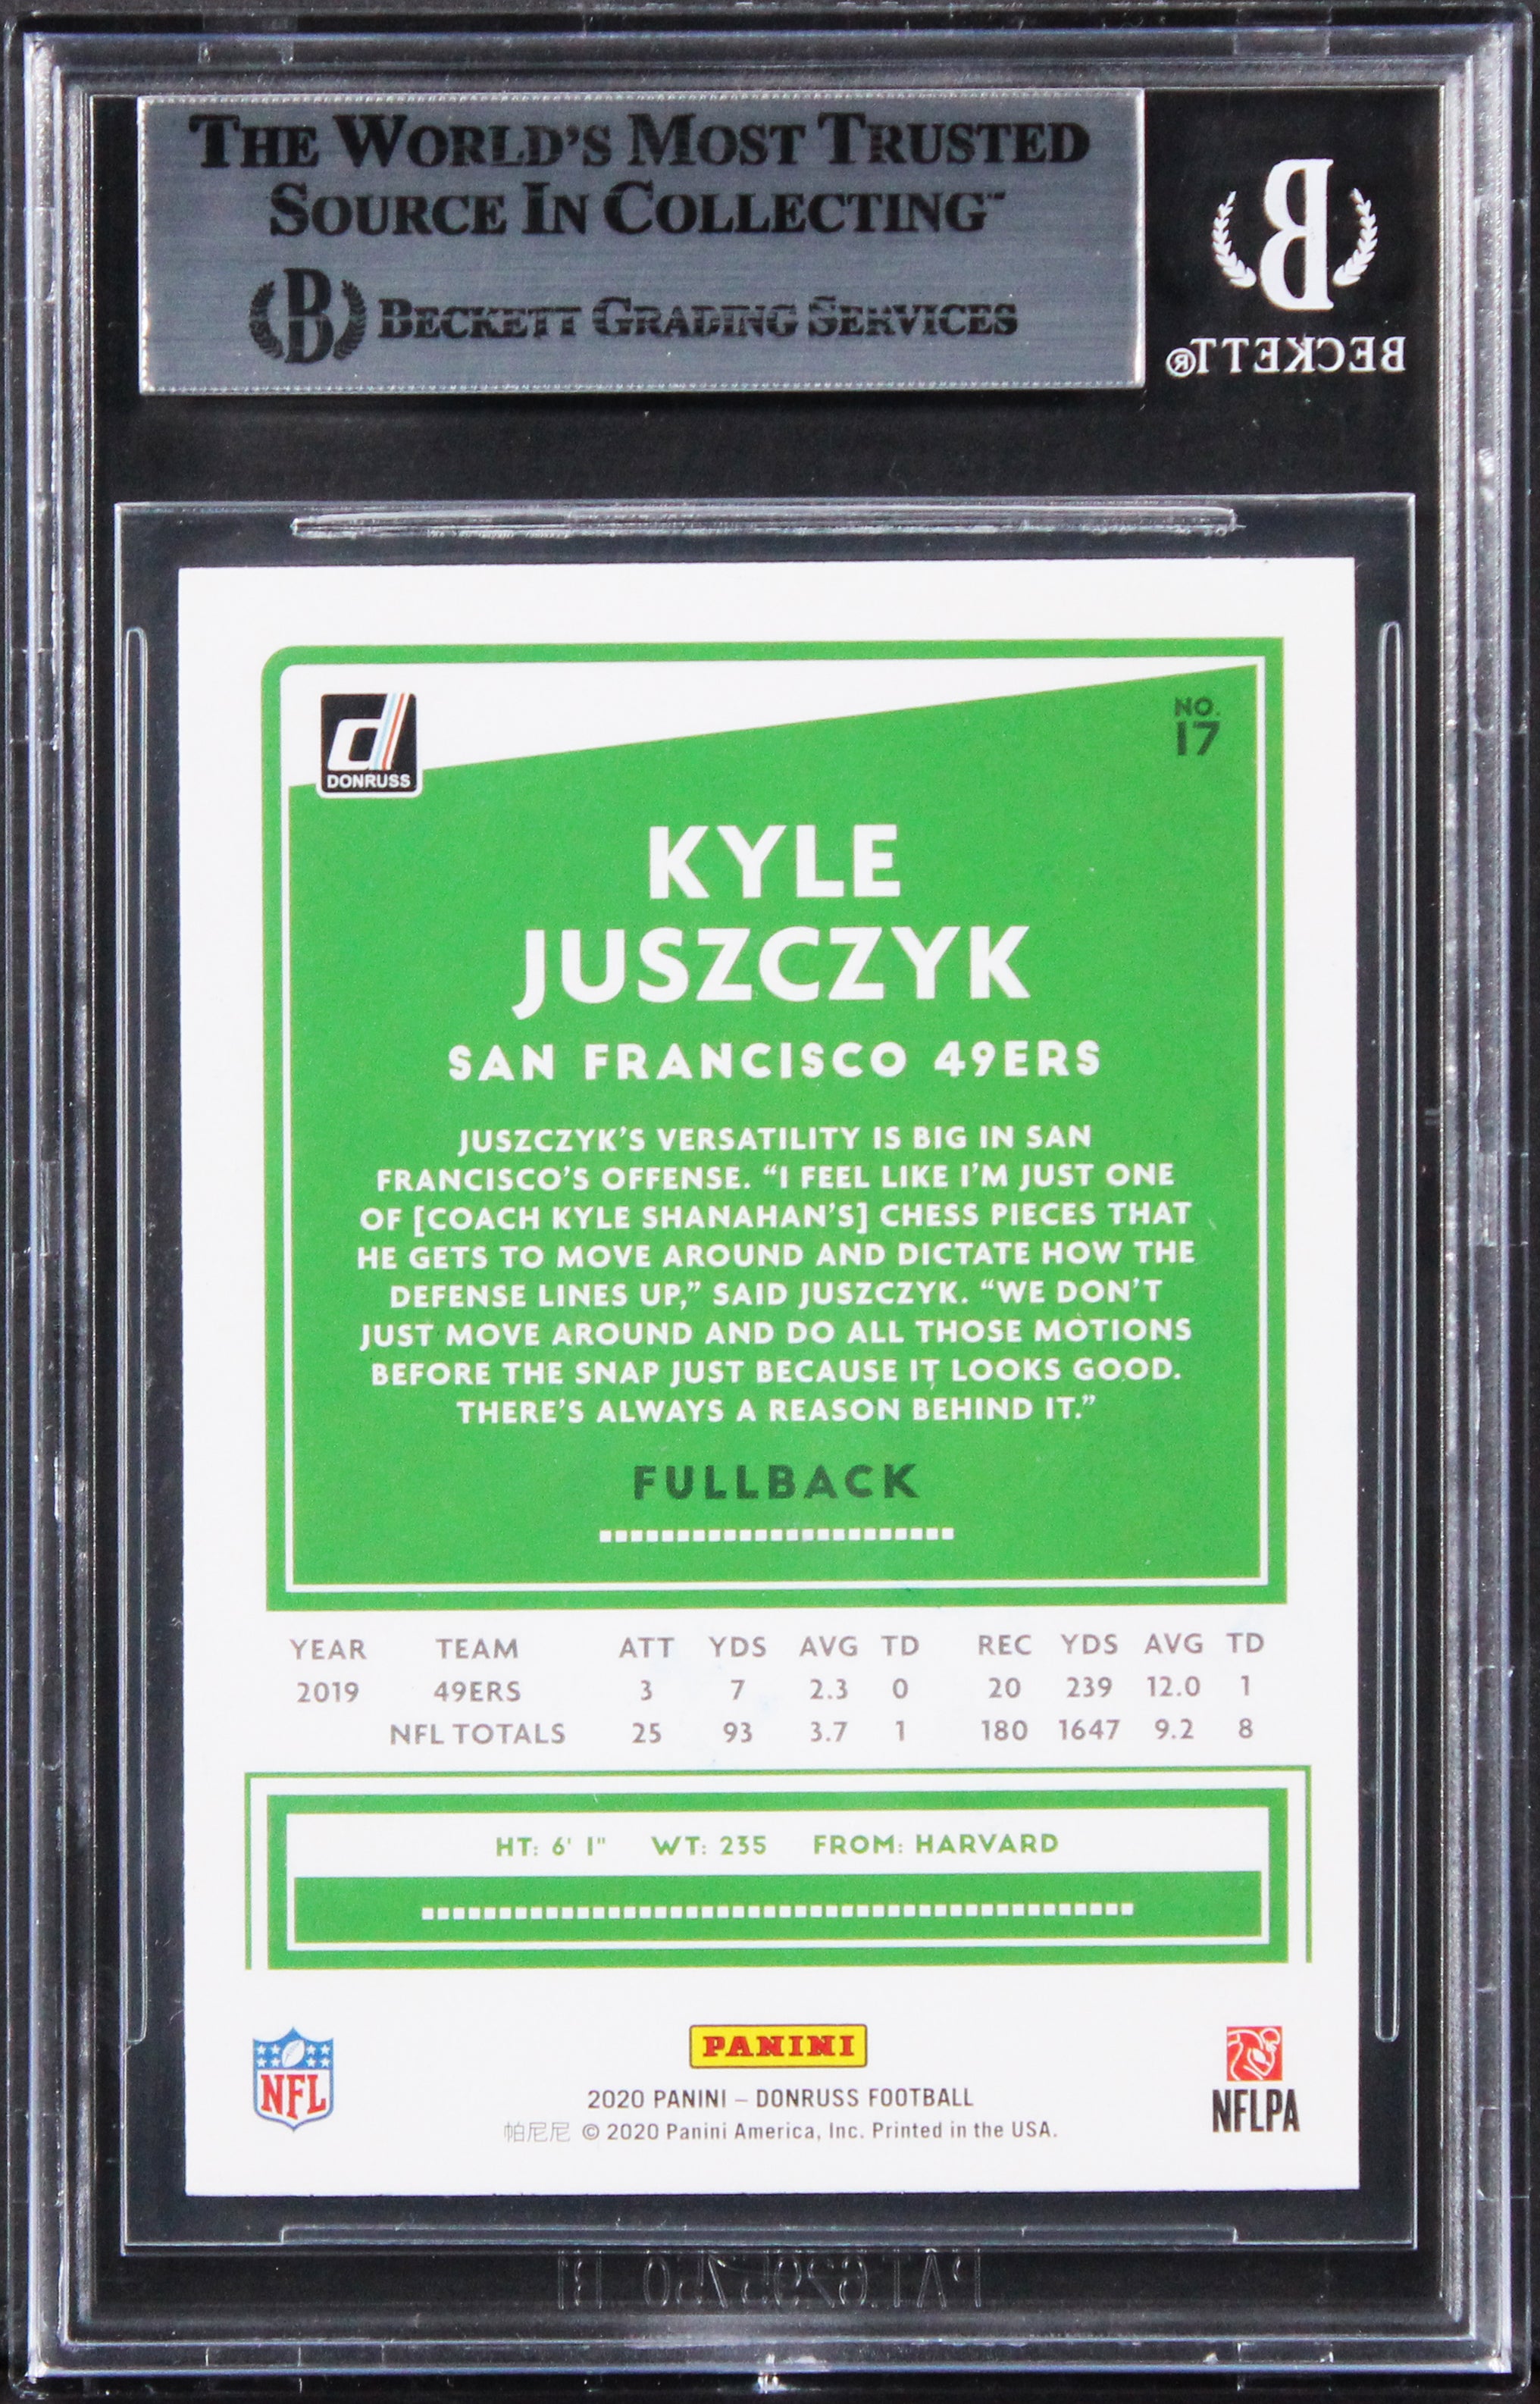 THE WORLD'S MOST TRUSTED
SOURCE IN COLLECTING™
B BECKETT GRADING SERVICES
B
BECKETT®
d
DONRUSS
NO.
17
KYLE
JUSZCZYK
SAN FRANCISCO 49ERS
JUSZCZYK'S VERSATILITY IS BIG IN SAN
FRANCISCO'S OFFENSE. “I FEEL LIKE I'M JUST ONE
OF [COACH KYLE SHANAHAN'S] CHESS PIECES THAT
HE GETS TO MOVE AROUND AND DICTATE HOW THE
DEFENSE LINES UP,” SAID JUSZCZYK. “WE DON'T
JUST MOVE AROUND AND DO ALL THOSE MOTIONS
BEFORE THE SNAP JUST BECAUSE IT LOOKS GOOD.
THERE'S ALWAYS A REASON BEHIND IT.”
FULLBACK
YEAR TEAM ATT YDS AVG TD REC YDS AVG TD
2019 49ERS 3 7 2.3 0 20 239 12.0 1
NFL TOTALS 25 93 3.7 1 180 1647 9.2 8
HT: 6' 1" WT: 235 FROM: HARVARD
NFL
PANINI
2020 PANINI – DONRUSS FOOTBALL
帕尼尼 © 2020 Panini America, Inc. Printed in the USA.
NFLPA